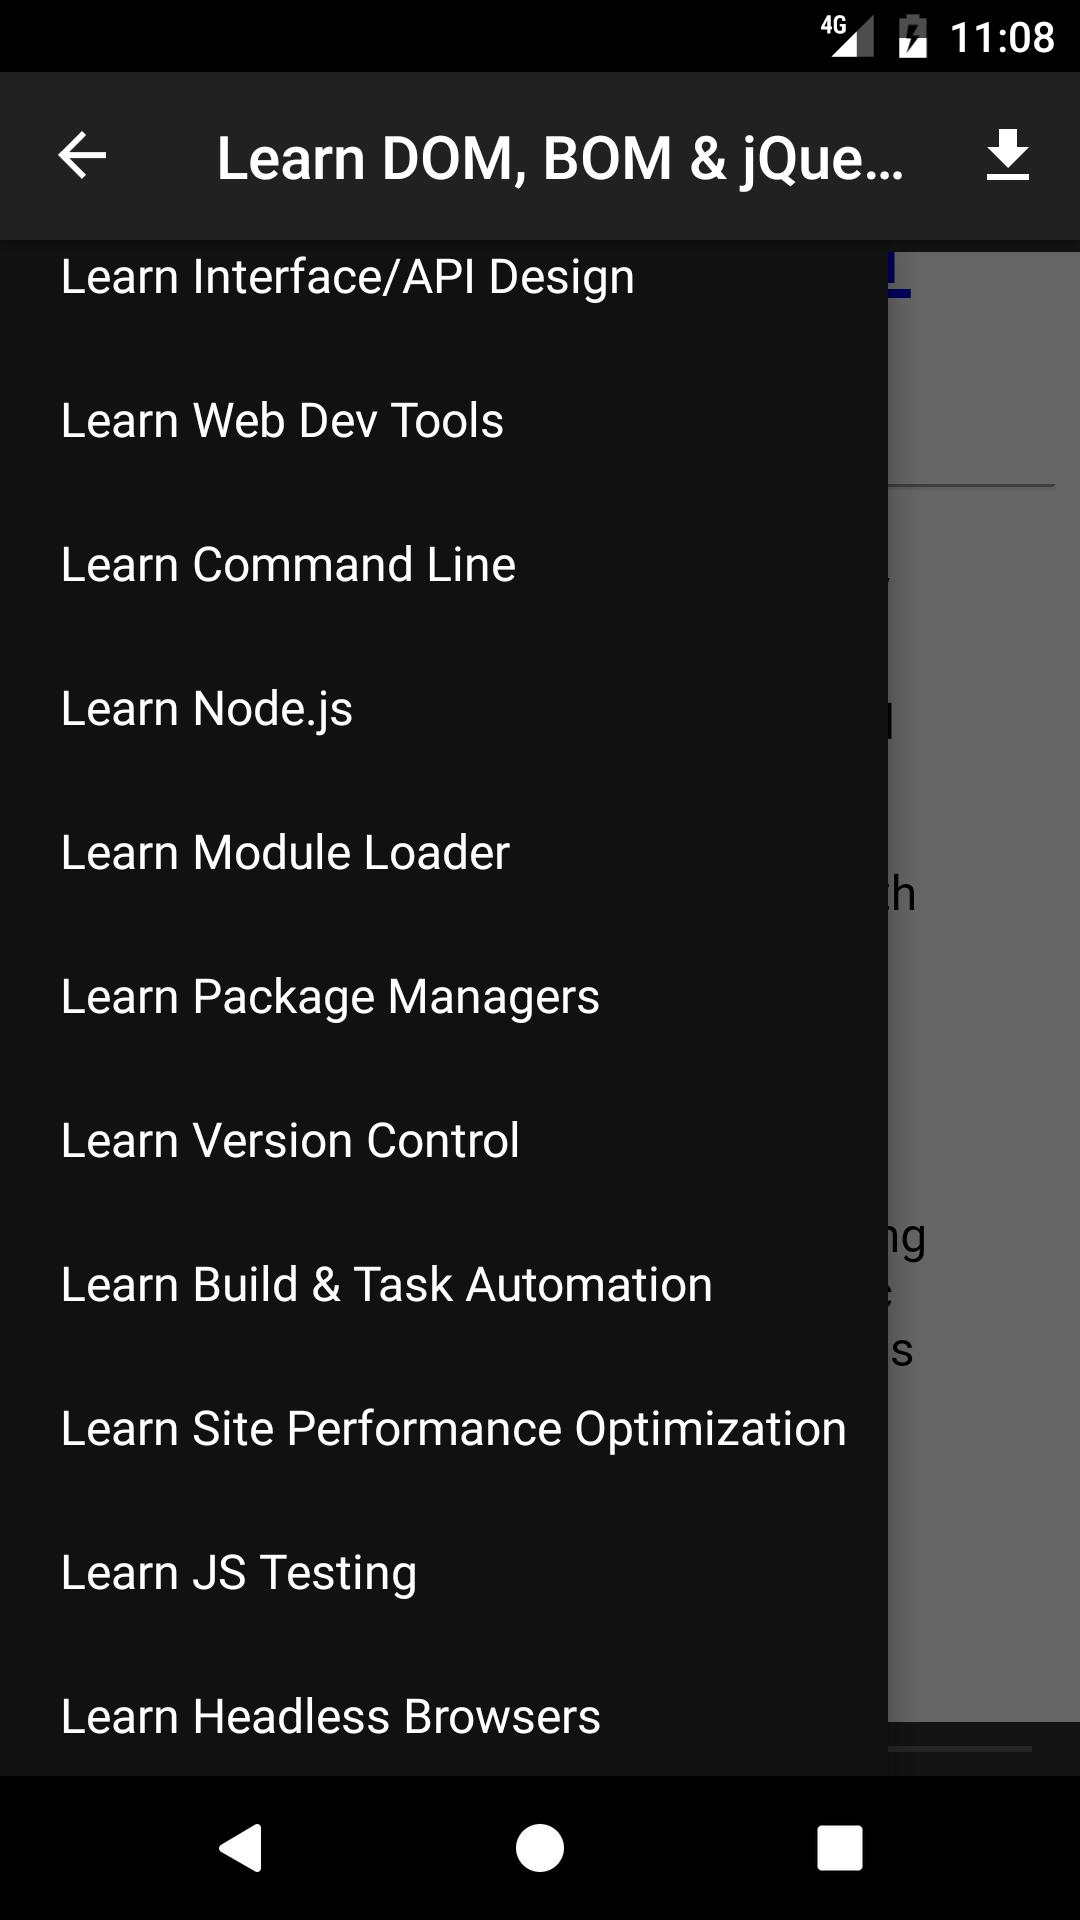 4G 11:08
Learn DOM, BOM & jQue...
Learn Interface/API Design
Learn Web Dev Tools
Learn Command Line
Learn Node.js
Learn Module Loader
th
Learn Package Managers
Learn Version Control
ng
Learn Build & Task Automation
s
Learn Site Performance Optimization
Learn JS Testing
Learn Headless Browsers